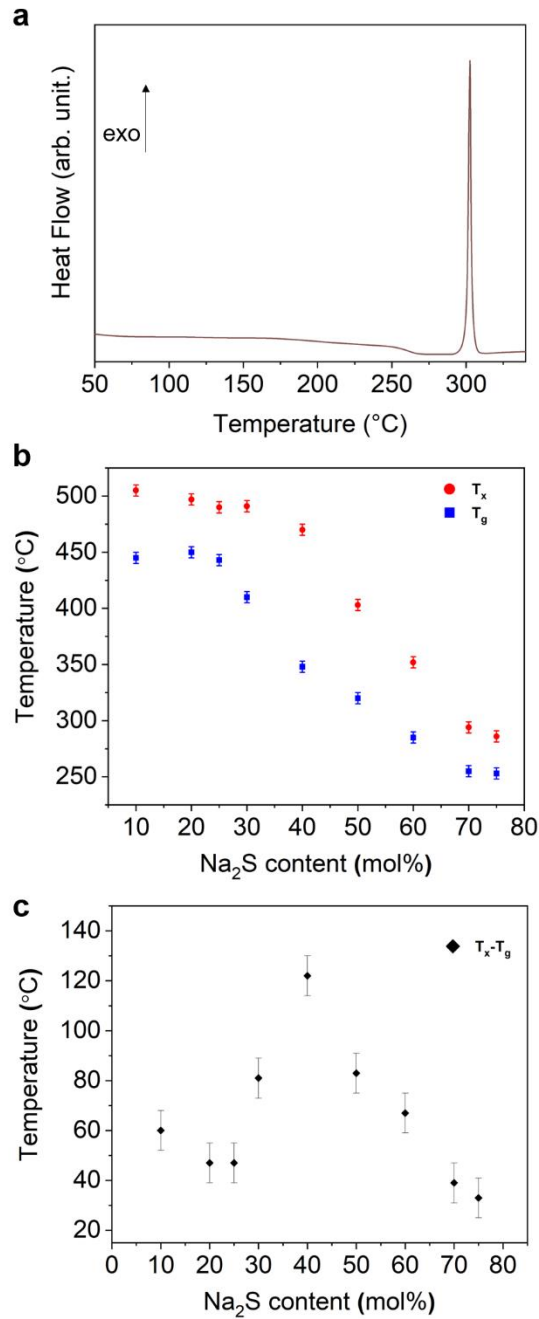 a
Heat Flow (arb. unit.)
exo
50 100 150 200 250 300
Temperature (°C)
b
500
450
400
350
300
250
Temperature (°C)
Tₓ
T_g
10 20 30 40 50 60 70 80
Na₂S content (mol%)
c
140
120
100
80
60
40
20
Temperature (°C)
Tₓ-T_g
0 10 20 30 40 50 60 70 80
Na₂S content (mol%)